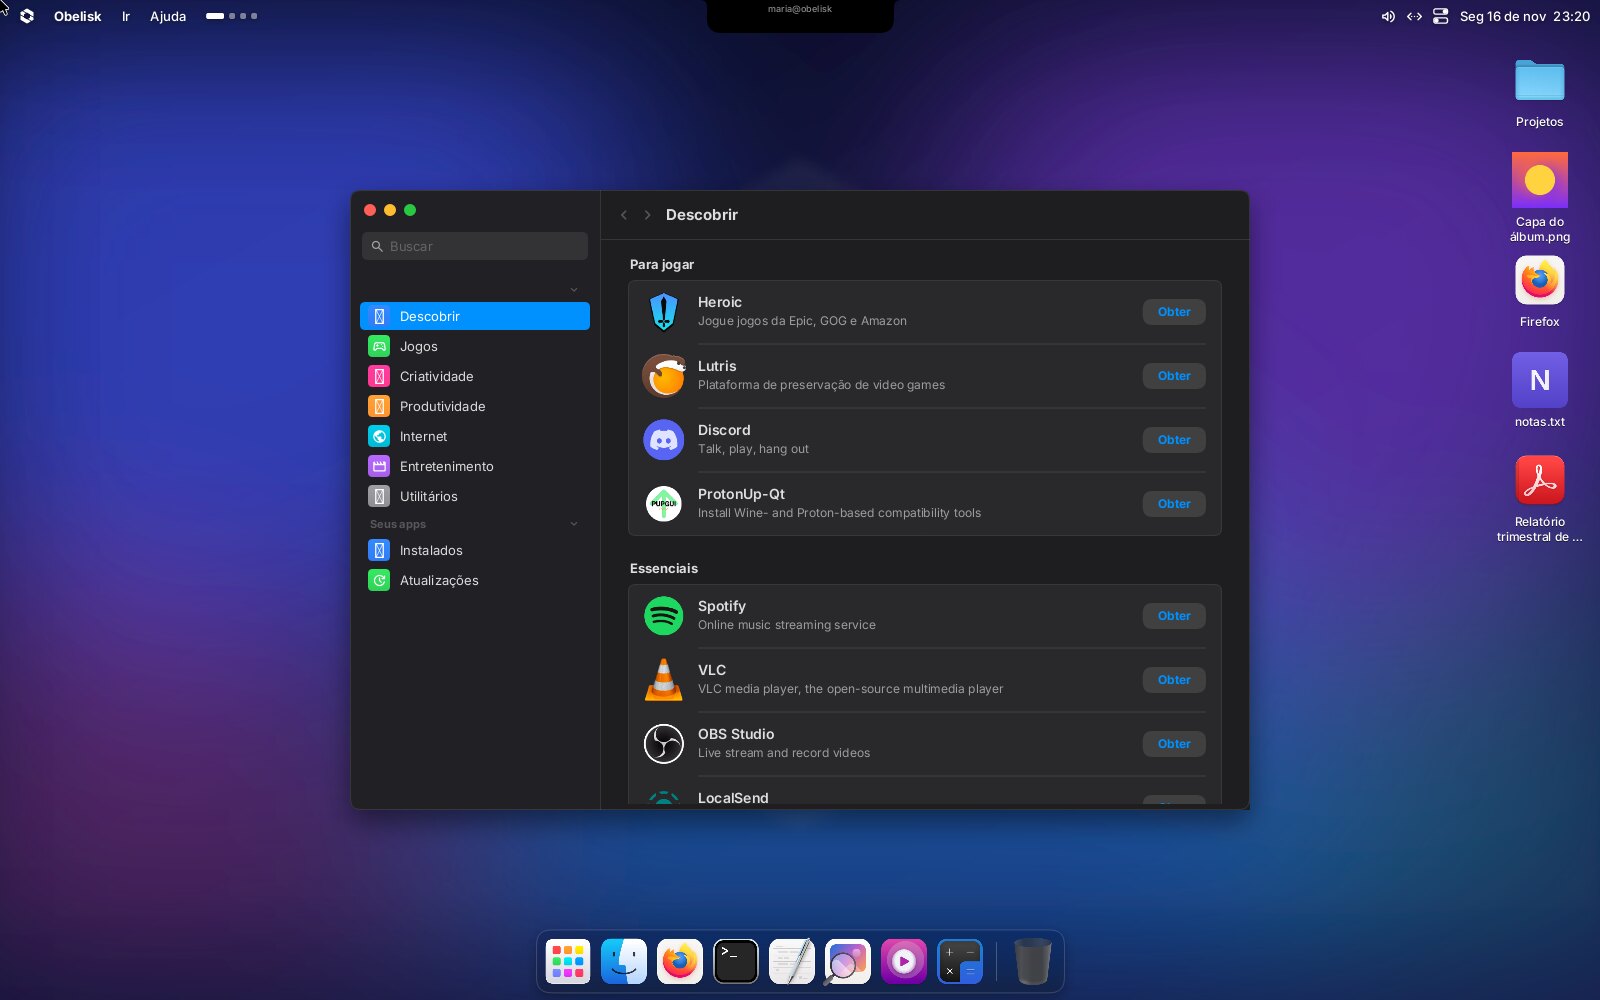 Obelisk Ir Ajuda
maria@obelisk
Seg 16 de nov 23:20
Buscar
Descobrir
Jogos
Criatividade
Produtividade
Internet
Entretenimento
Utilitários
Seus apps
Instalados
Atualizações
Descobrir
Para jogar
Heroic
Jogue jogos da Epic, GOG e Amazon
Obter
Lutris
Plataforma de preservação de video games
Obter
Discord
Talk, play, hang out
Obter
PUPGUI
ProtonUp-Qt
Install Wine- and Proton-based compatibility tools
Obter
Essenciais
Spotify
Online music streaming service
Obter
VLC
VLC media player, the open-source multimedia player
Obter
OBS Studio
Live stream and record videos
Obter
LocalSend
Projetos
Capa do
álbum.png
Firefox
N
notas.txt
Relatório
trimestral de ...